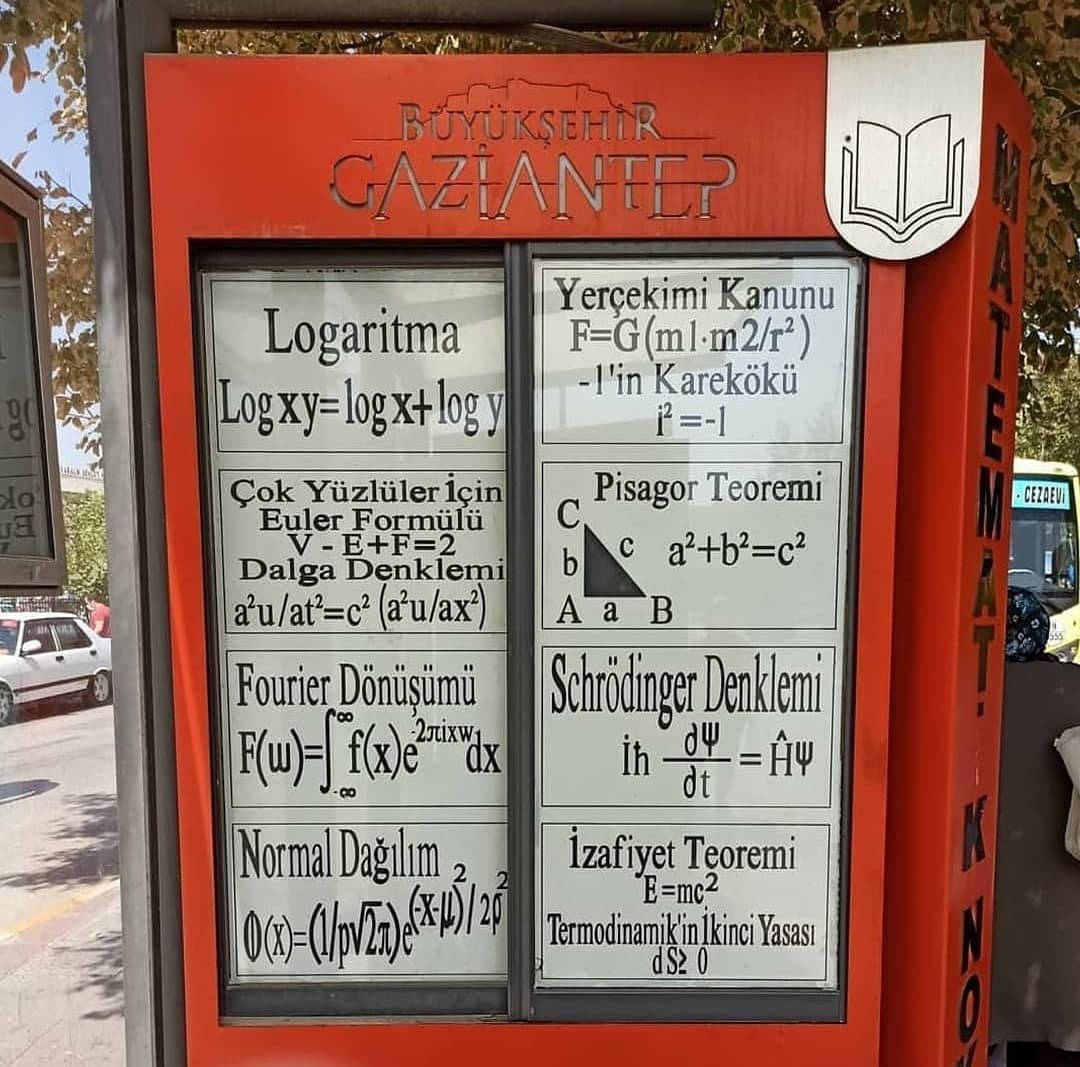 BÜYÜKŞEHİR
GAZİANTEP
Logaritma
Log xy= log x+ log y
Çok Yüzlüler İçin
Euler Formülü
V - E+F=2
Dalga Denklemi
a²u/at²=c² (a²u/ax²)
Fourier Dönüşümü
F(w)=∫ f(x)e^-2πixw dx
∞
-∞
Normal Dağılım
Φ(x)=(1/p√2π)e^(x-μ)²/2p²
Yerçekimi Kanunu
F=G(m1·m2/r²)
-1'in Karekökü
i² =-1
Pisagor Teoremi
C
b c a²+b²=c²
A a B
Schrödinger Denklemi
İħ ∂Ψ/∂t = ĤΨ
İzafiyet Teoremi
E=mc²
Termodinamik'in İkinci Yasası
dS≥ 0
MATEMAT K NO
- CEZAEVİ